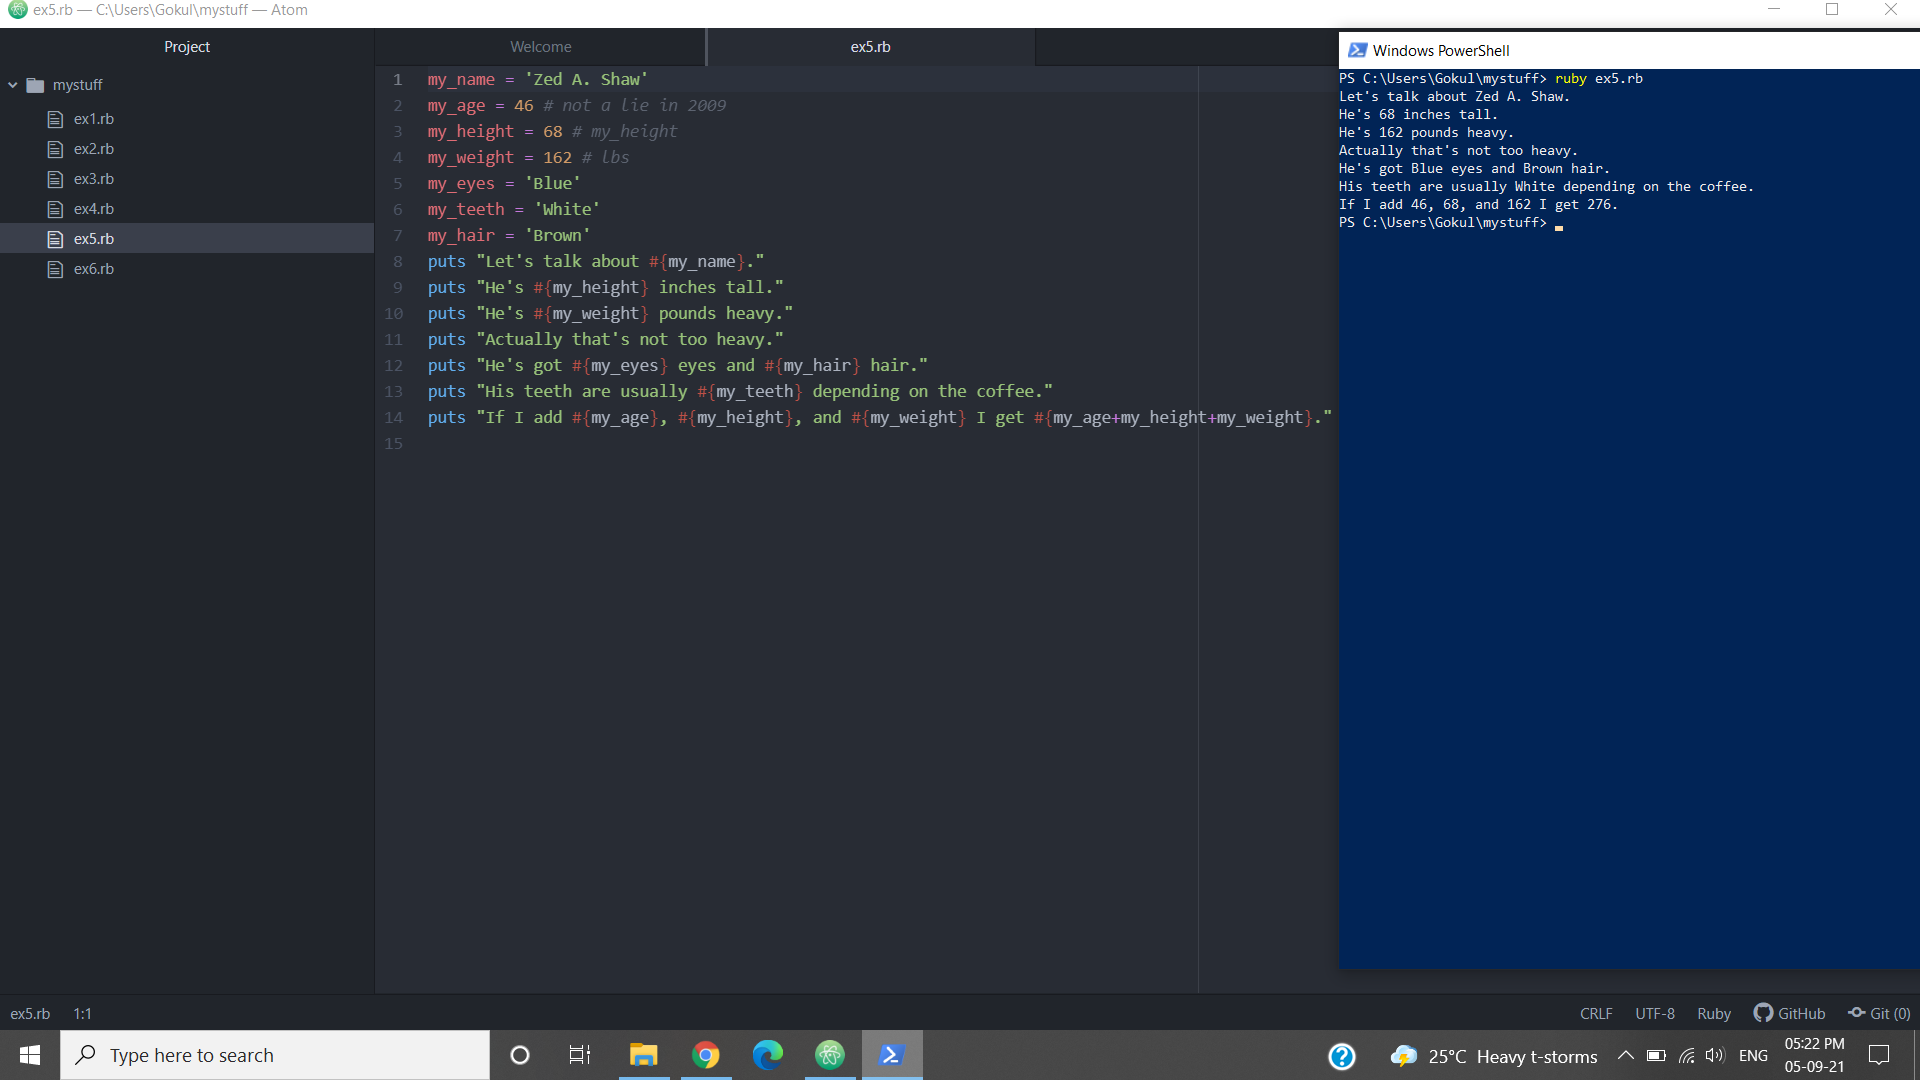 ex5.rb — C:\Users\Gokul\mystuff — Atom
Project
mystuff
ex1.rb
ex2.rb
ex3.rb
ex4.rb
ex5.rb
ex6.rb
Welcome
ex5.rb
1 my_name = 'Zed A. Shaw'
2 my_age = 46 # not a lie in 2009
3 my_height = 68 # my_height
4 my_weight = 162 # lbs
5 my_eyes = 'Blue'
6 my_teeth = 'White'
7 my_hair = 'Brown'
8 puts "Let's talk about #{my_name}."
9 puts "He's #{my_height} inches tall."
10 puts "He's #{my_weight} pounds heavy."
11 puts "Actually that's not too heavy."
12 puts "He's got #{my_eyes} eyes and #{my_hair} hair."
13 puts "His teeth are usually #{my_teeth} depending on the coffee."
14 puts "If I add #{my_age}, #{my_height}, and #{my_weight} I get #{my_age+my_height+my_weight}."
15
Windows PowerShell
PS C:\Users\Gokul\mystuff> ruby ex5.rb
Let's talk about Zed A. Shaw.
He's 68 inches tall.
He's 162 pounds heavy.
Actually that's not too heavy.
He's got Blue eyes and Brown hair.
His teeth are usually White depending on the coffee.
If I add 46, 68, and 162 I get 276.
PS C:\Users\Gokul\mystuff>
ex5.rb 1:1
CRLF UTF-8 Ruby GitHub Git (0)
Type here to search
25°C Heavy t-storms
ENG
05:22 PM
05-09-21